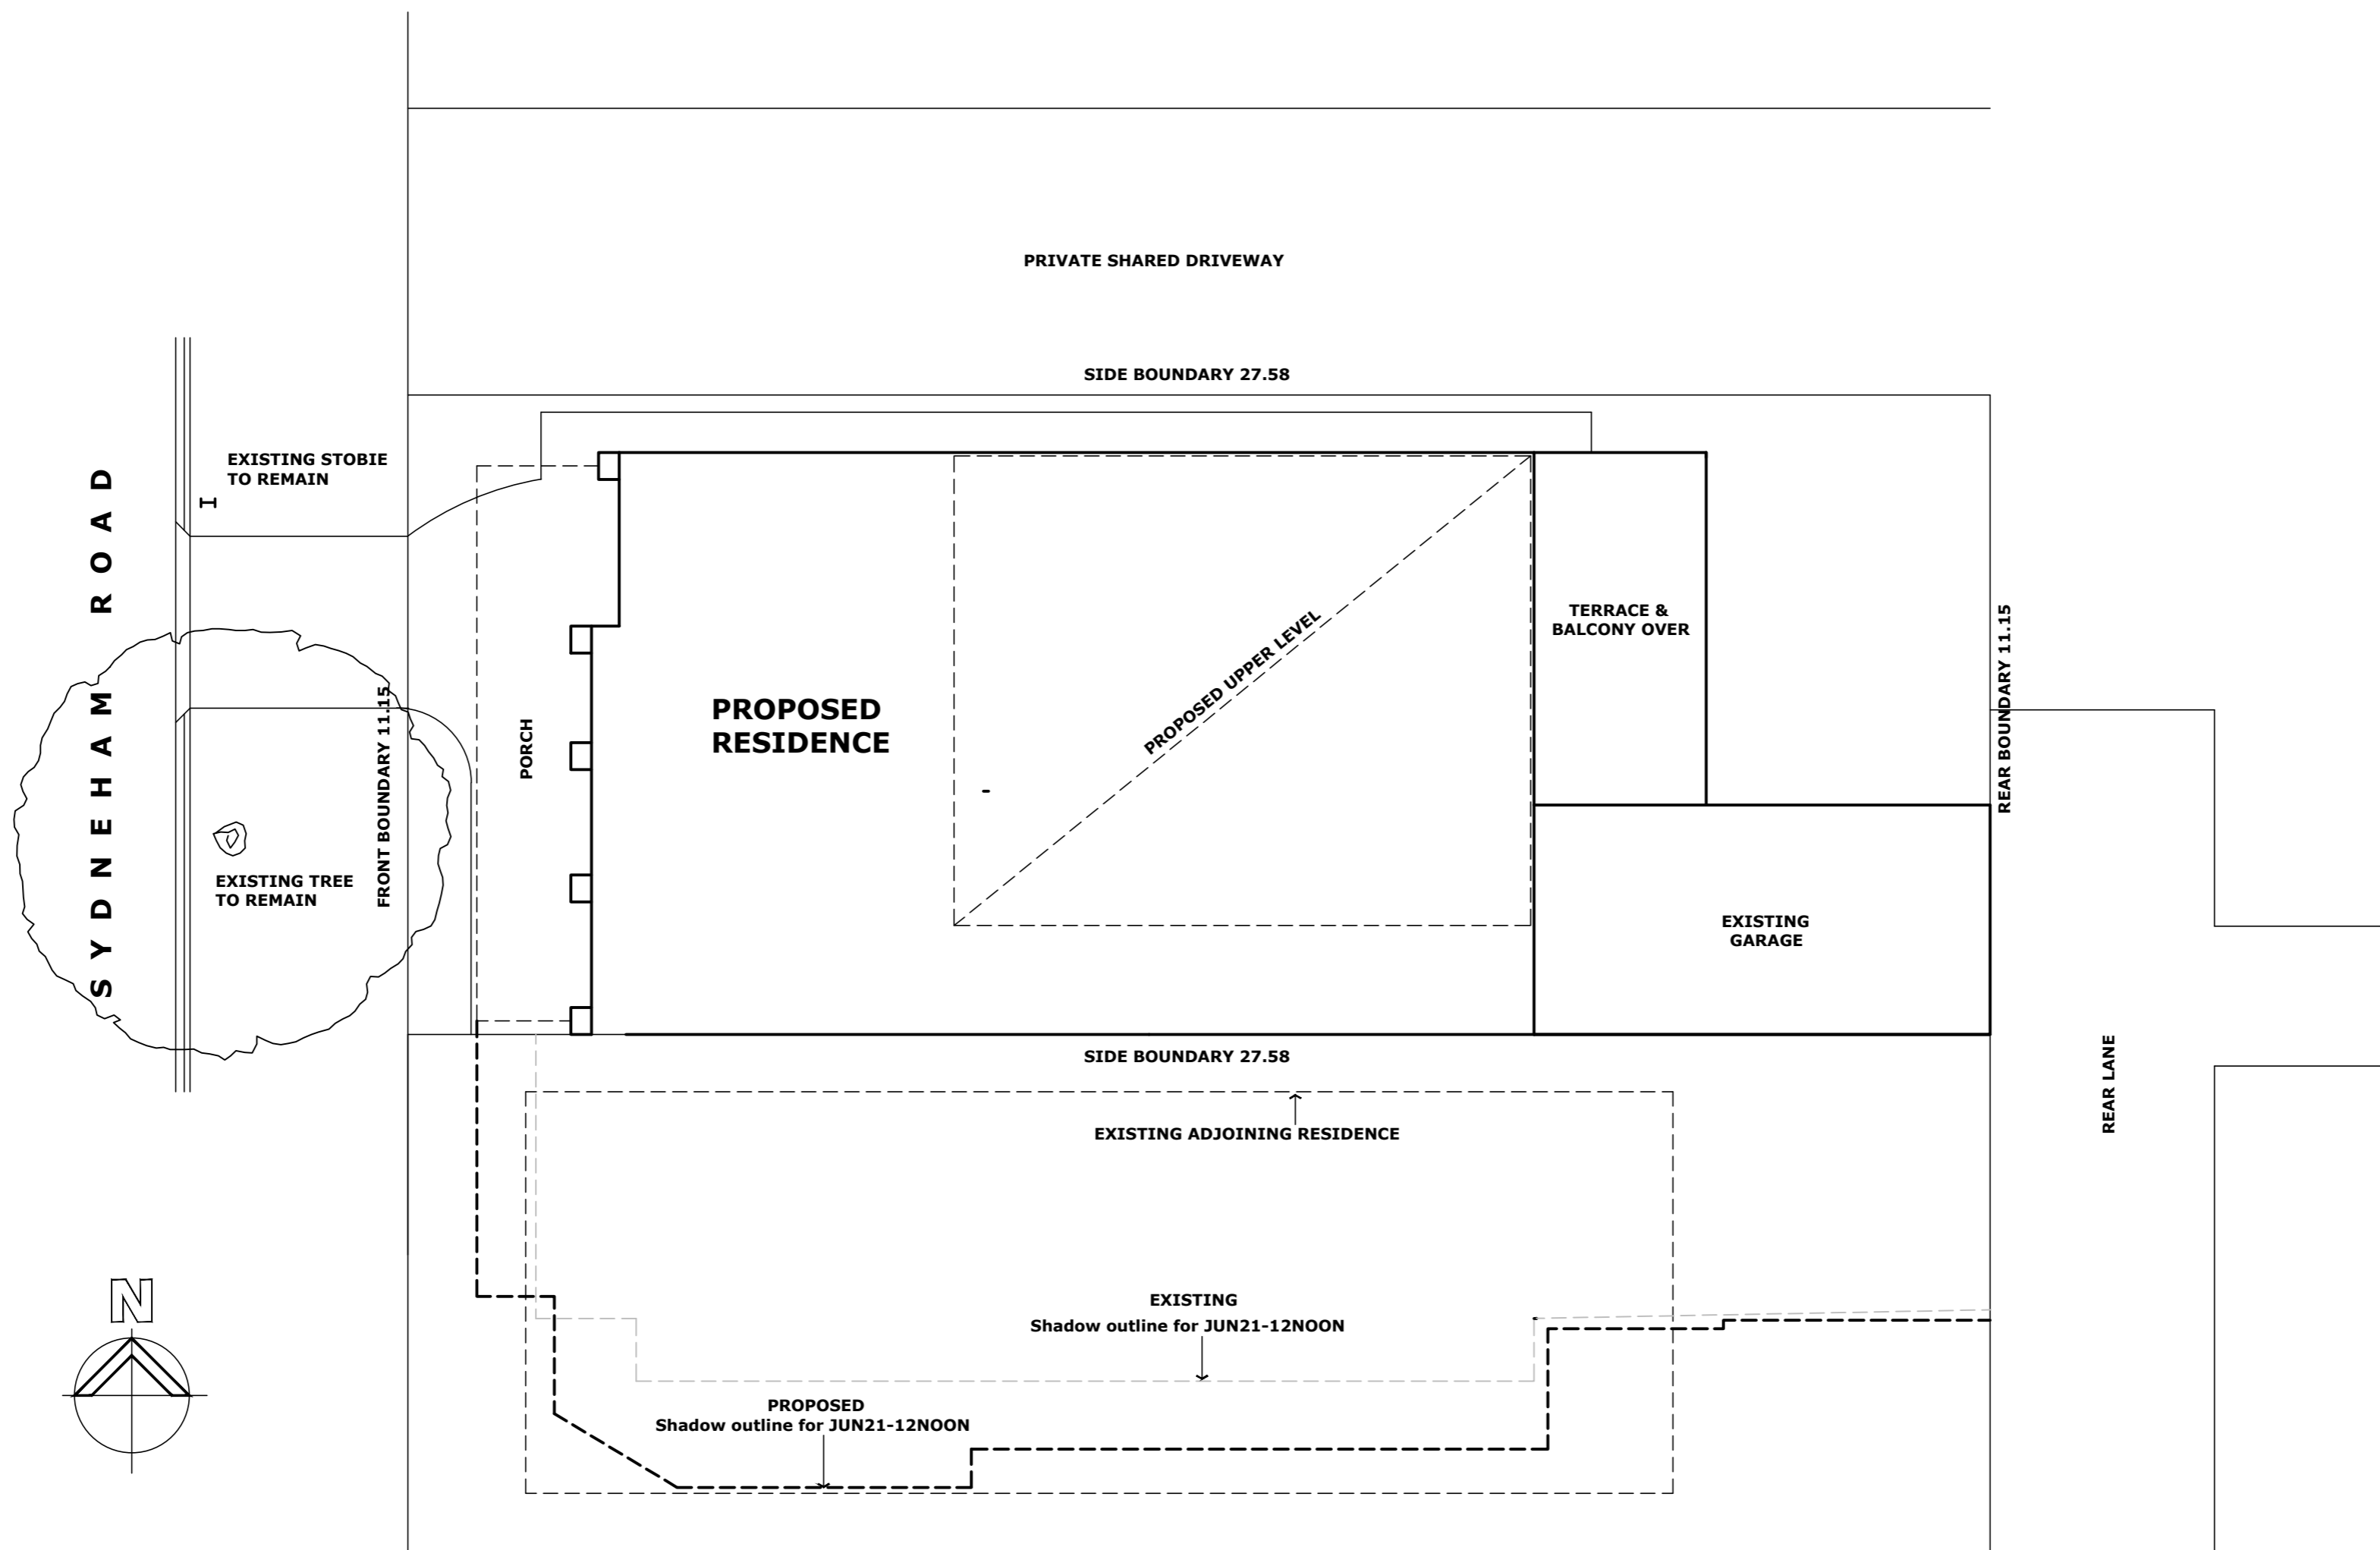 PRIVATE SHARED DRIVEWAY
SIDE BOUNDARY 27.58
EXISTING STOBIE
TO REMAIN
SYDNEHAM ROAD
FRONT BOUNDARY 11.15
EXISTING TREE
TO REMAIN
PORCH
PROPOSED
RESIDENCE
PROPOSED UPPER LEVEL
TERRACE &
BALCONY OVER
REAR BOUNDARY 11.15
EXISTING
GARAGE
SIDE BOUNDARY 27.58
REAR LANE
EXISTING ADJOINING RESIDENCE
EXISTING
Shadow outline for JUN21-12NOON
PROPOSED
Shadow outline for JUN21-12NOON
N